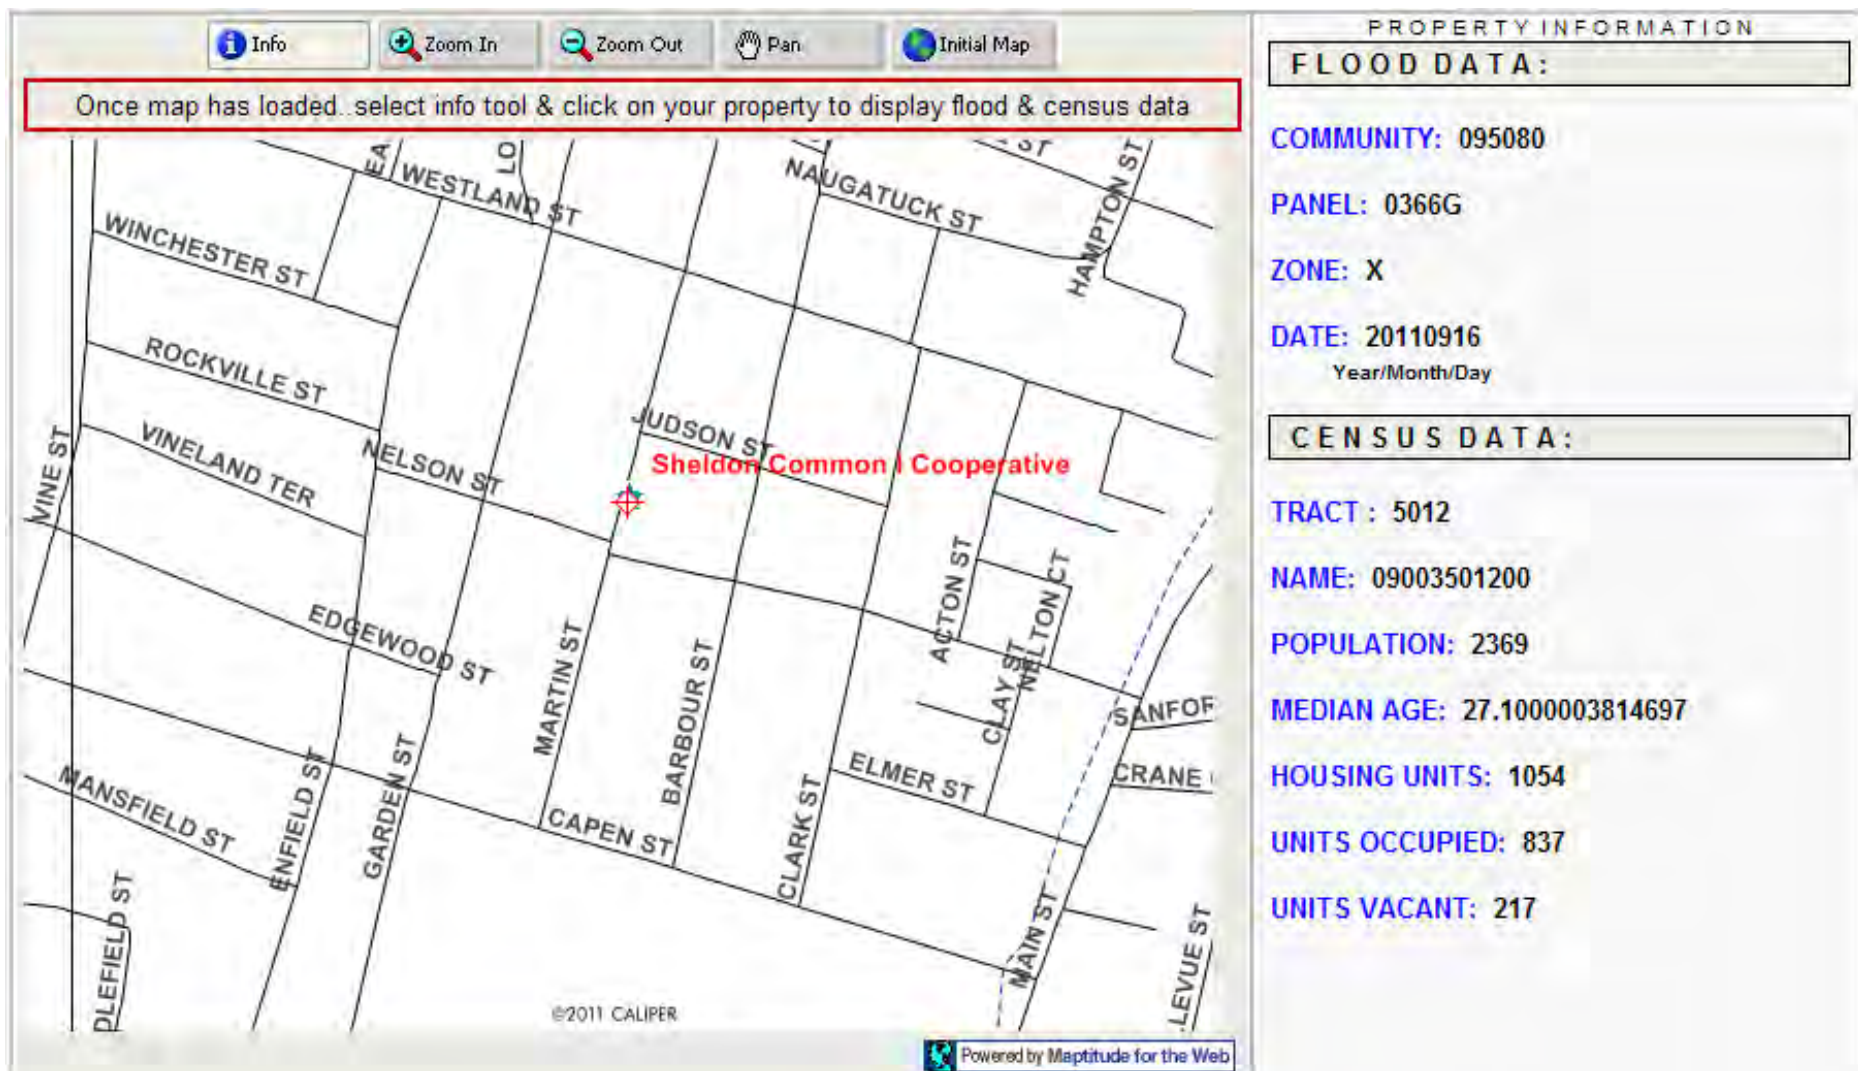 Info
Zoom In
Zoom Out
Pan
Initial Map
Once map has loaded..select info tool & click on your property to display flood & census data
WESTLAND ST
NAUGATUCK ST
HAMPTON ST
WINCHESTER ST
ROCKVILLE ST
JUDSON ST
VINE ST
VINELAND TER
NELSON ST
Sheldon Common I Cooperative
ACTON ST
NELTON CT
EDGEWOOD ST
MARTIN ST
BARBOUR ST
CLAY ST
SANFOR
MANSFIELD ST
ENFIELD ST
GARDEN ST
CAPEN ST
CLARK ST
ELMER ST
CRANE
DLEFIELD ST
MAIN ST
LEVUE ST
©2011 CALIPER
Powered by Maptitude for the Web
PROPERTY INFORMATION
FLOOD DATA:
COMMUNITY: 095080
PANEL: 0366G
ZONE: X
DATE: 20110916
Year/Month/Day
CENSUS DATA:
TRACT : 5012
NAME: 09003501200
POPULATION: 2369
MEDIAN AGE: 27.1000003814697
HOUSING UNITS: 1054
UNITS OCCUPIED: 837
UNITS VACANT: 217